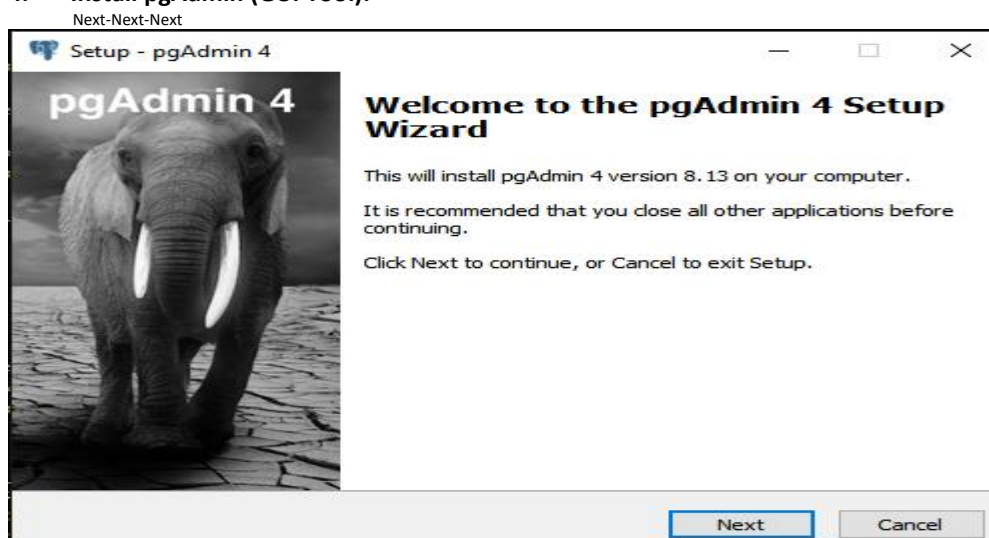 Next-Next-Next
Setup - pgAdmin 4
pgAdmin 4
Welcome to the pgAdmin 4 Setup
Wizard
This will install pgAdmin 4 version 8.13 on your computer.
It is recommended that you close all other applications before
continuing.
Click Next to continue, or Cancel to exit Setup.
Next Cancel